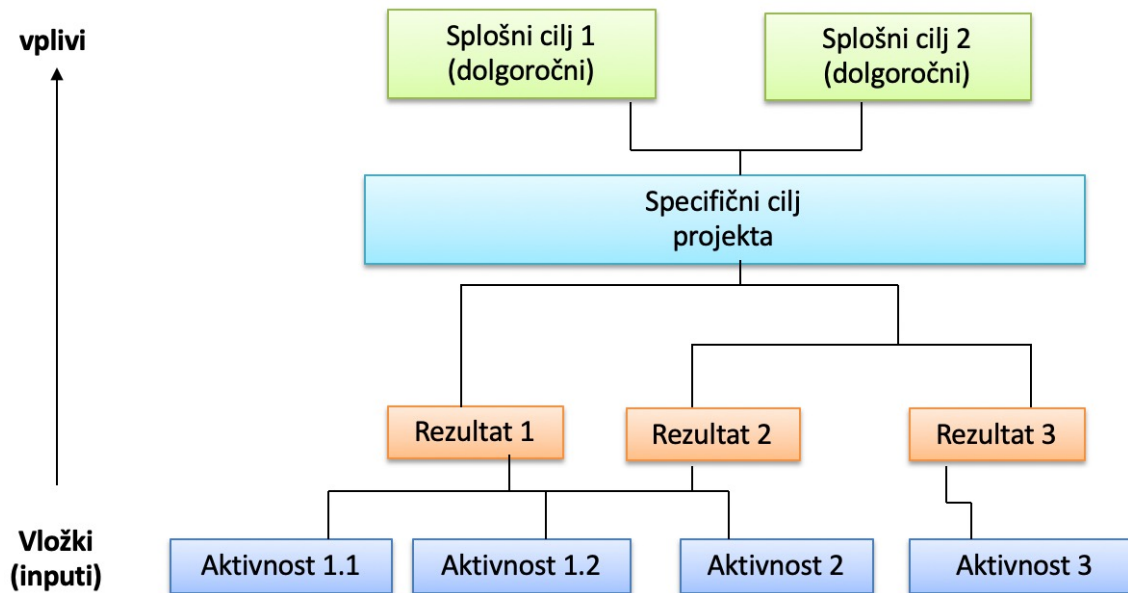 vplivi
Splošni cilj 1
(dolgoročni)
Splošni cilj 2
(dolgoročni)
Specifični cilj
projekta
Rezultat 1
Rezultat 2
Rezultat 3
Vložki
(inputi)
Aktivnost 1.1
Aktivnost 1.2
Aktivnost 2
Aktivnost 3